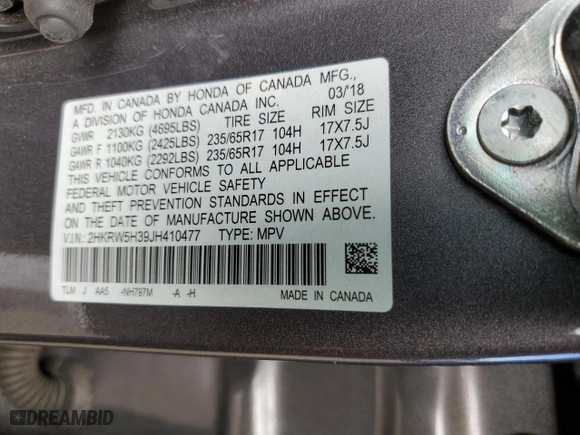 MFD. IN CANADA BY HONDA OF CANADA MFG.,
A DIVISION OF HONDA CANADA INC. 03/'18
GVWR 2130KG (4695LBS) TIRE SIZE RIM SIZE
GAWR F 1100KG (2425LBS) 235/65R17 104H 17X7.5J
GAWR R 1040KG (2292LBS) 235/65R17 104H 17X7.5J
THIS VEHICLE CONFORMS TO ALL APPLICABLE
FEDERAL MOTOR VEHICLE SAFETY
AND THEFT PREVENTION STANDARDS IN EFFECT
ON THE DATE OF MANUFACTURE SHOWN ABOVE.
V.I.N.: 2HKRW5H39JH410477 TYPE: MPV
TLM J AA5 -NH797M -A -H
MADE IN CANADA
DREAMBID